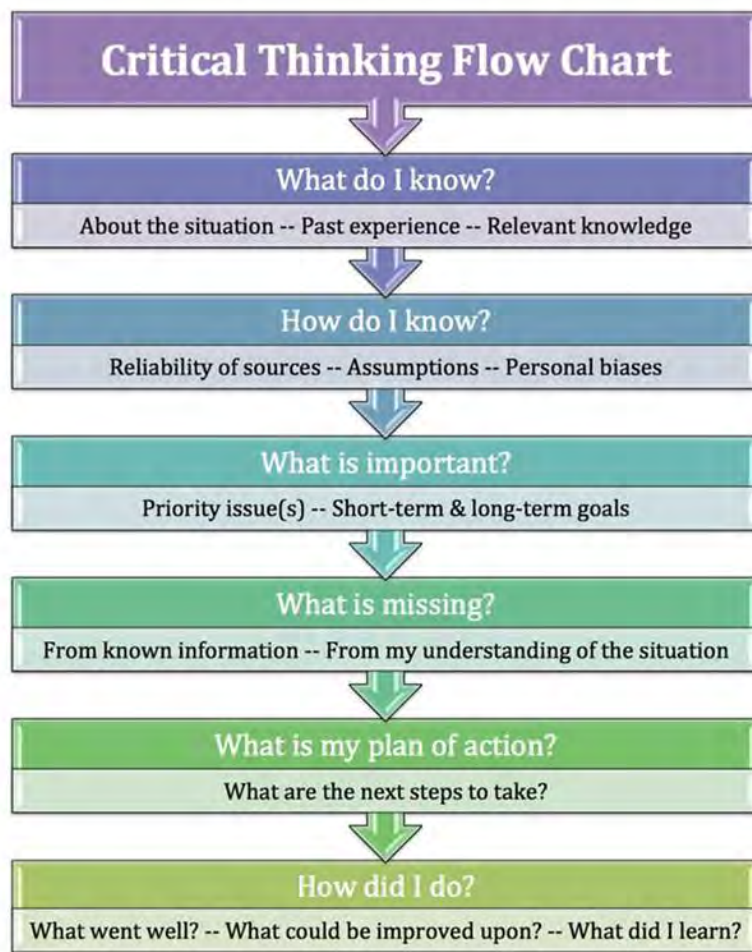 Critical Thinking Flow Chart
What do I know?
About the situation -- Past experience -- Relevant knowledge
How do I know?
Reliability of sources -- Assumptions -- Personal biases
What is important?
Priority issue(s) -- Short-term & long-term goals
What is missing?
From known information -- From my understanding of the situation
What is my plan of action?
What are the next steps to take?
How did I do?
What went well? -- What could be improved upon? -- What did I learn?